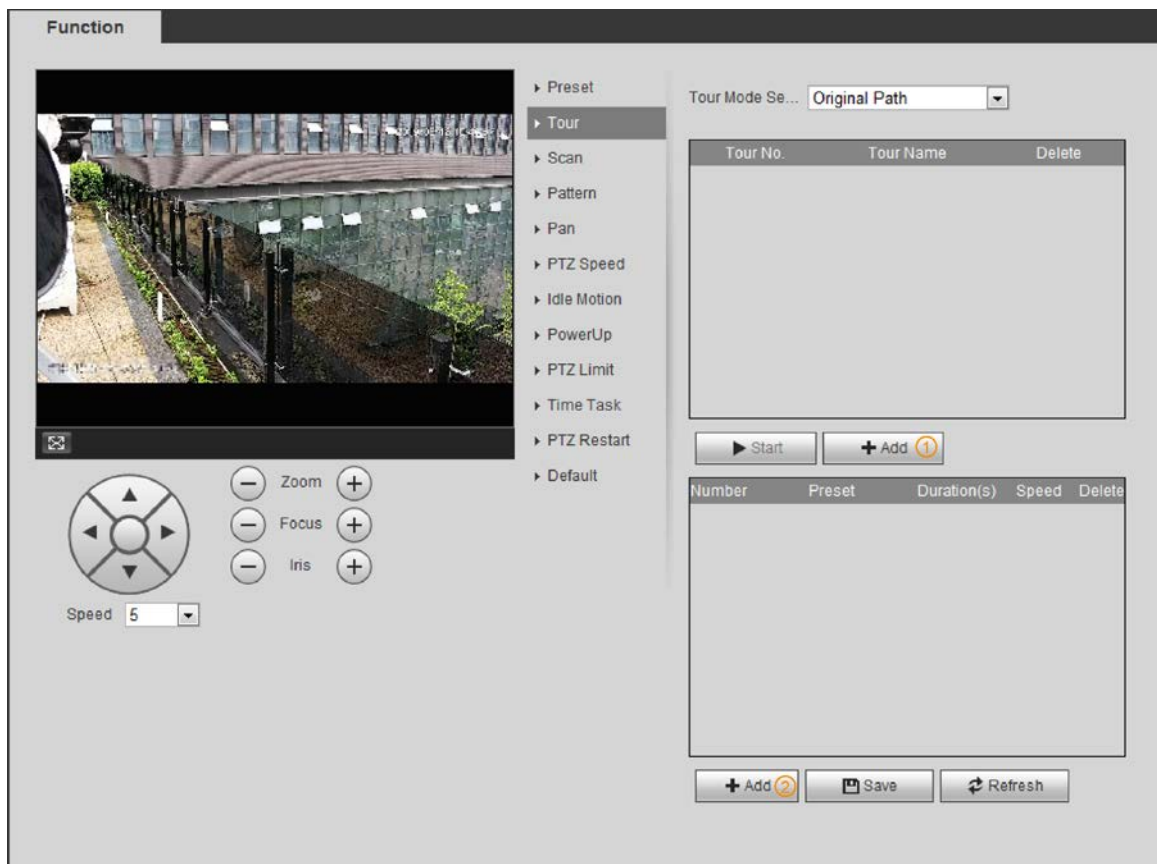 Function
Preset
Tour
Scan
Pattern
Pan
PTZ Speed
Idle Motion
PowerUp
PTZ Limit
Time Task
PTZ Restart
Default
Zoom
Focus
Iris
Speed 5
Tour Mode Se... Original Path
Tour No. Tour Name Delete
Start Add 1
Number Preset Duration(s) Speed Delete
Add 2 Save Refresh